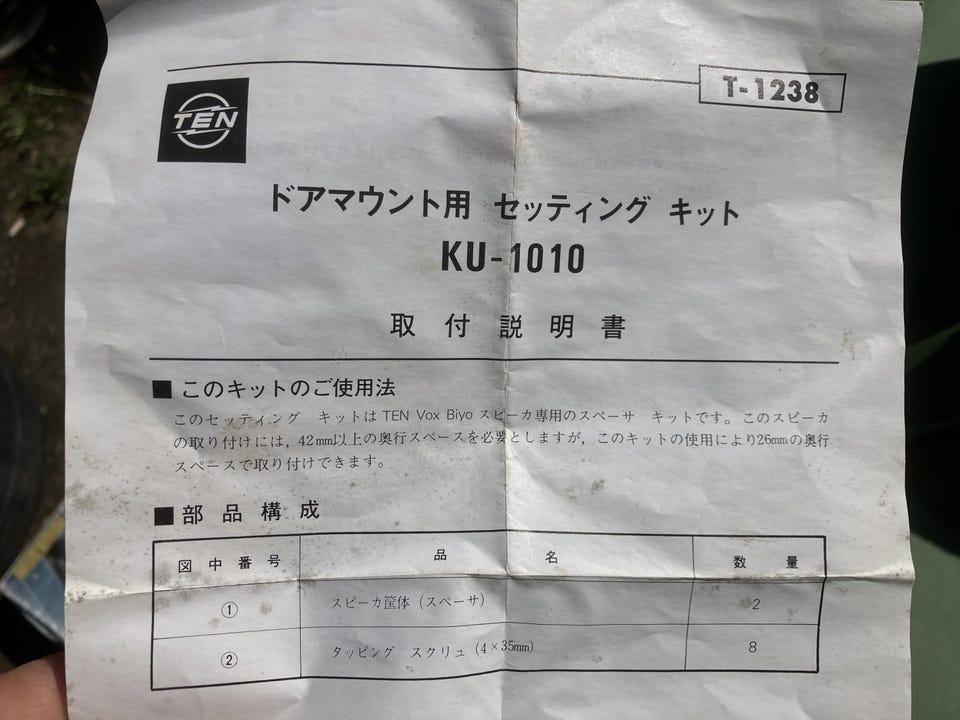 T-1238
TEN
ドアマウント用 セッティング キット
KU-1010
取付説明書
■ このキットのご使用法
このセッティング キットは TEN Vox Biyo スピーカ専用のスペーサ キットです。このスピーカ
の取り付けには，42mm以上の奥行スペースを必要としますが，このキットの使用により26mmの奥行
スペースで取り付けできます。
■ 部品構成
図中番号 品名 数量
① スピーカ筐体（スペーサ） 2
② タッピング スクリュ（4×35mm） 8